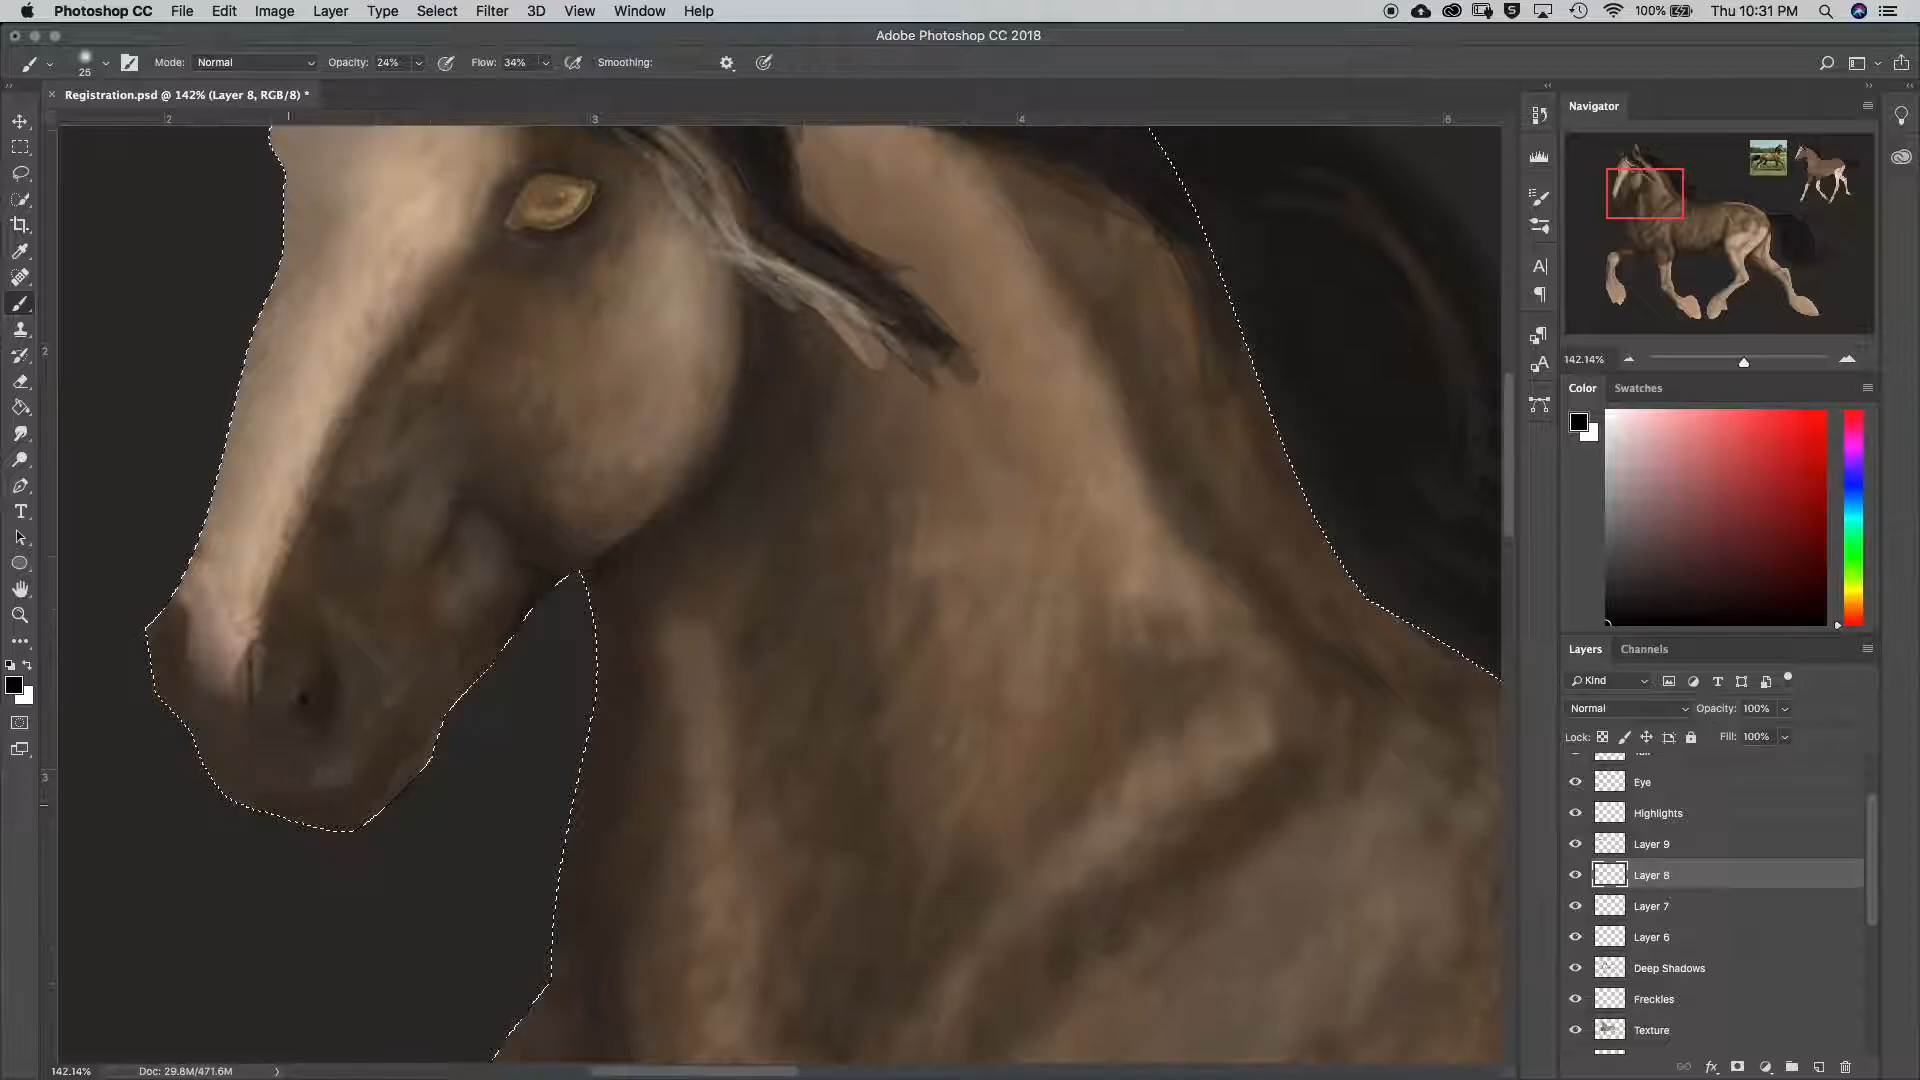 Photoshop CC File Edit Image Layer Type Select Filter 3D View Window Help 100% Thu 10:31 PM
Adobe Photoshop CC 2018
25 Mode: Normal Opacity: 24% Flow: 34% Smoothing:
Registration.psd @ 142% (Layer 8, RGB/8) *
2 3 4 5
2
3
Navigator
142.14%
Color Swatches
Layers Channels
Kind
Normal Opacity: 100%
Lock: Fill: 100%
Eye
Highlights
Layer 9
Layer 8
Layer 7
Layer 6
Deep Shadows
Freckles
Texture
142.14% Doc: 29.8M/471.6M